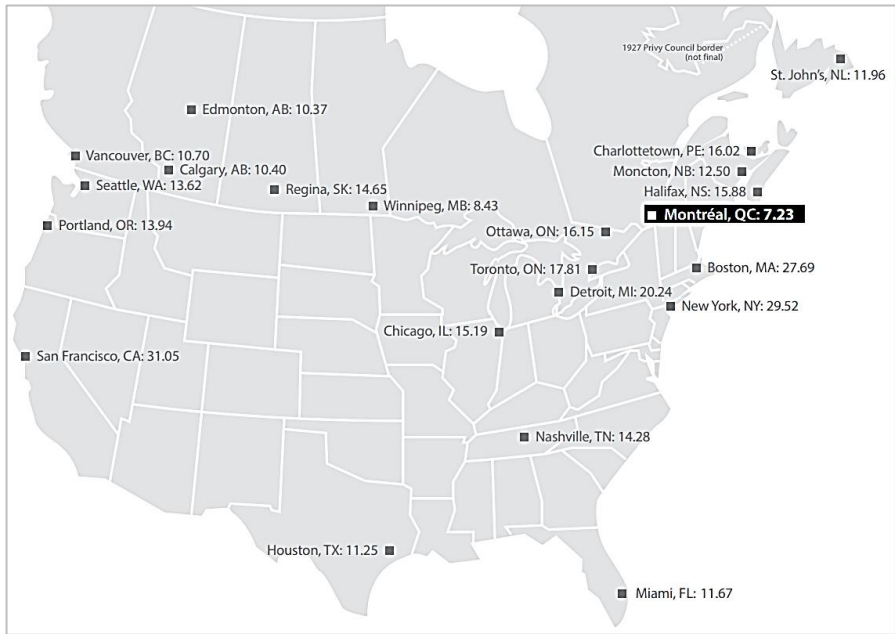 1927 Privy Council border
(not final)
St. John's, NL: 11.96
Edmonton, AB: 10.37
Charlottetown, PE: 16.02
Vancouver, BC: 10.70
Calgary, AB: 10.40
Moncton, NB: 12.50
Seattle, WA: 13.62
Regina, SK: 14.65
Halifax, NS: 15.88
Winnipeg, MB: 8.43
Montréal, QC: 7.23
Portland, OR: 13.94
Ottawa, ON: 16.15
Toronto, ON: 17.81
Boston, MA: 27.69
Detroit, MI: 20.24
New York, NY: 29.52
Chicago, IL: 15.19
San Francisco, CA: 31.05
Nashville, TN: 14.28
Houston, TX: 11.25
Miami, FL: 11.67